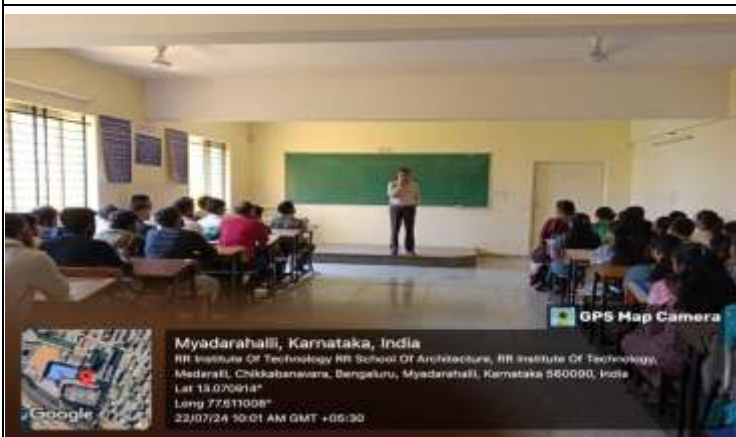 GPS Map Camera
Myadarahalli, Karnataka, India
RR Institute Of Technology RR School Of Architecture, RR Institute Of Technology,
Medaralli, Chikkabanavara, Bengaluru, Myadarahalli, Karnataka 560090, India
Lat 13.070914°
Long 77.511008°
22/07/24 10:01 AM GMT +05:30
Google